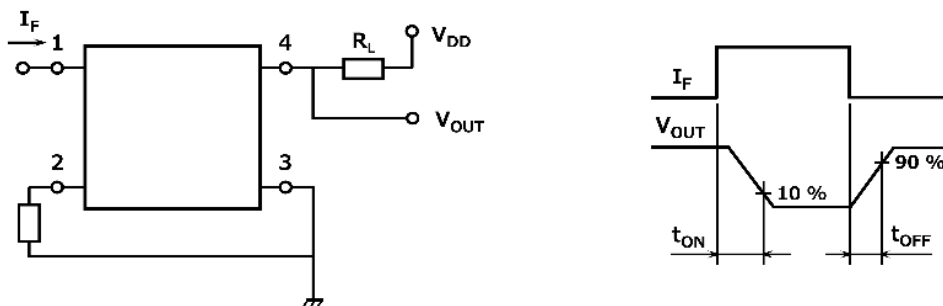 I_F
1
4
R_L
V_DD
V_OUT
2
3
I_F
V_OUT
10 %
90 %
t_ON
t_OFF